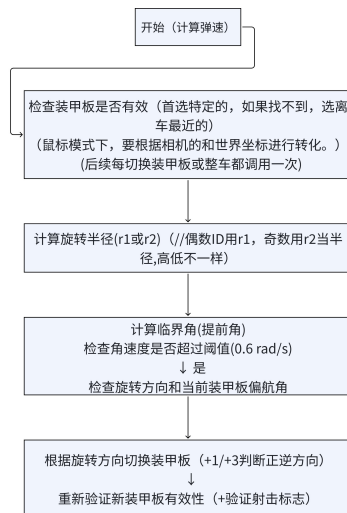 开始（计算弹速）
检查装甲板是否有效（首选特定的，如果找不到，选离
车最近的）
（鼠标模式下，要根据相机的和世界坐标进行转化。）
(后续每切换装甲板或整车都调用一次)
计算旋转半径(r1或r2)（//偶数ID用r1，奇数用r2当半
径,高低不一样）
计算临界角(提前角)
检查角速度是否超过阈值(0.6 rad/s)
↓ 是
检查旋转方向和当前装甲板偏航角
根据旋转方向切换装甲板（+1/+3判断正逆方向）
↓
重新验证新装甲板有效性（+验证射击标志）